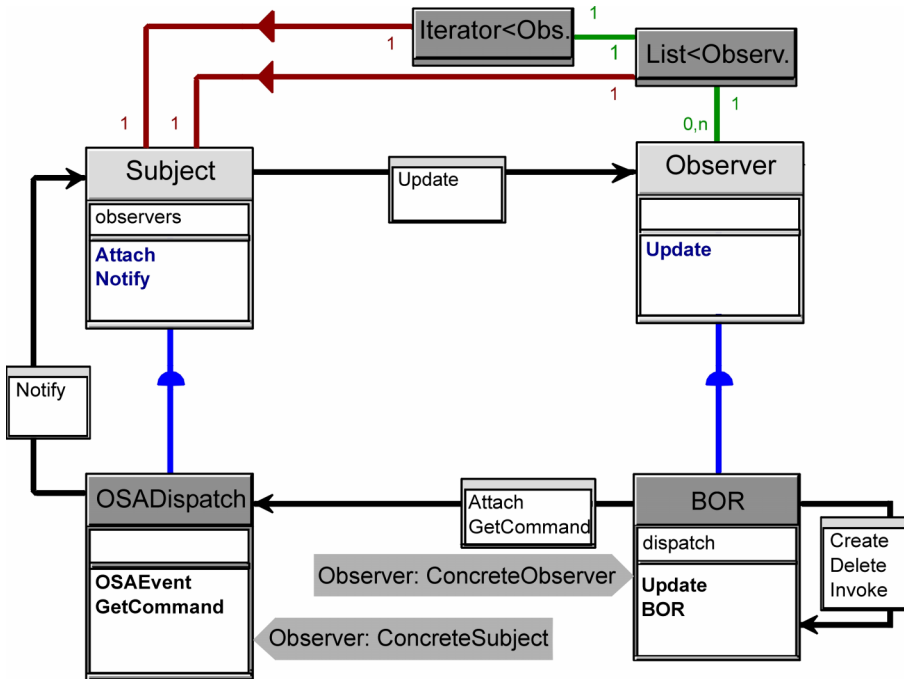 Iterator<Obs.
1
1
1
List<Observ.
1
1
1
1
0,n
Subject
observers
Attach
Notify
Update
Observer
Update
Notify
OSADispatch
OSAEvent
GetCommand
Attach
GetCommand
BOR
dispatch
Update
BOR
Create
Delete
Invoke
Observer: ConcreteObserver
Observer: ConcreteSubject